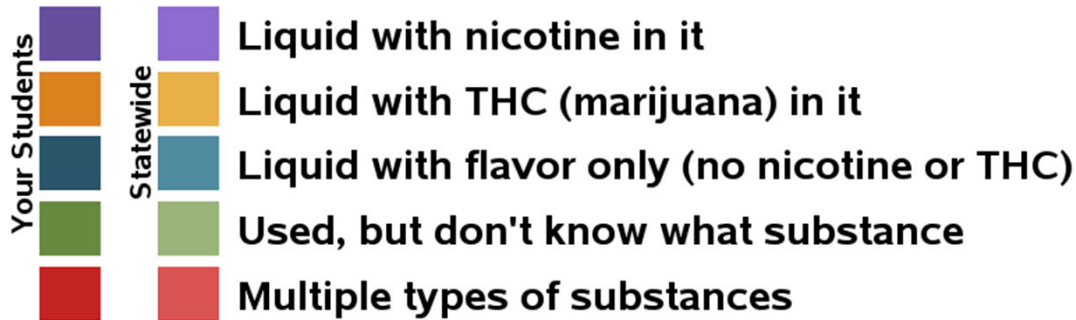 Your Students
Statewide
Liquid with nicotine in it
Liquid with THC (marijuana) in it
Liquid with flavor only (no nicotine or THC)
Used, but don't know what substance
Multiple types of substances